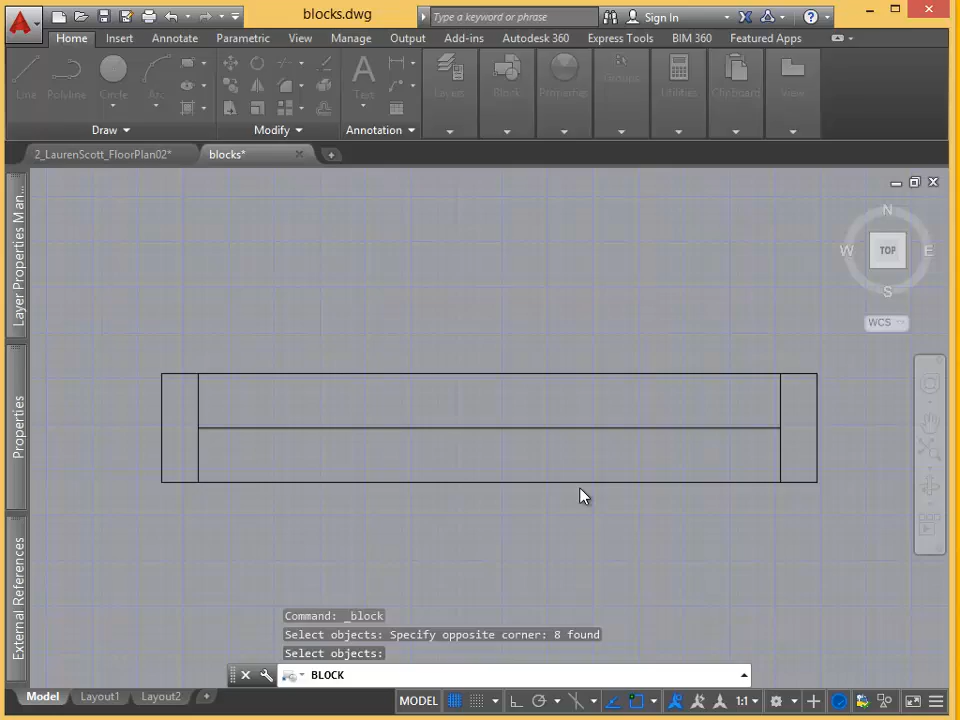 blocks.dwg
Type a keyword or phrase
Sign In
Home Insert Annotate Parametric View Manage Output Add-ins Autodesk 360 Express Tools BIM 360 Featured Apps
Line Polyline Circle Arc Text Layers Block Properties Groups Utilities Clipboard View
Draw Modify Annotation
2_LaurenScott_FloorPlan02* blocks*
Layer Properties Man...
Properties
External References
N
W TOP E
S
WCS
Command: _block
Select objects: Specify opposite corner: 8 found
Select objects:
BLOCK
Model Layout1 Layout2 MODEL 1:1